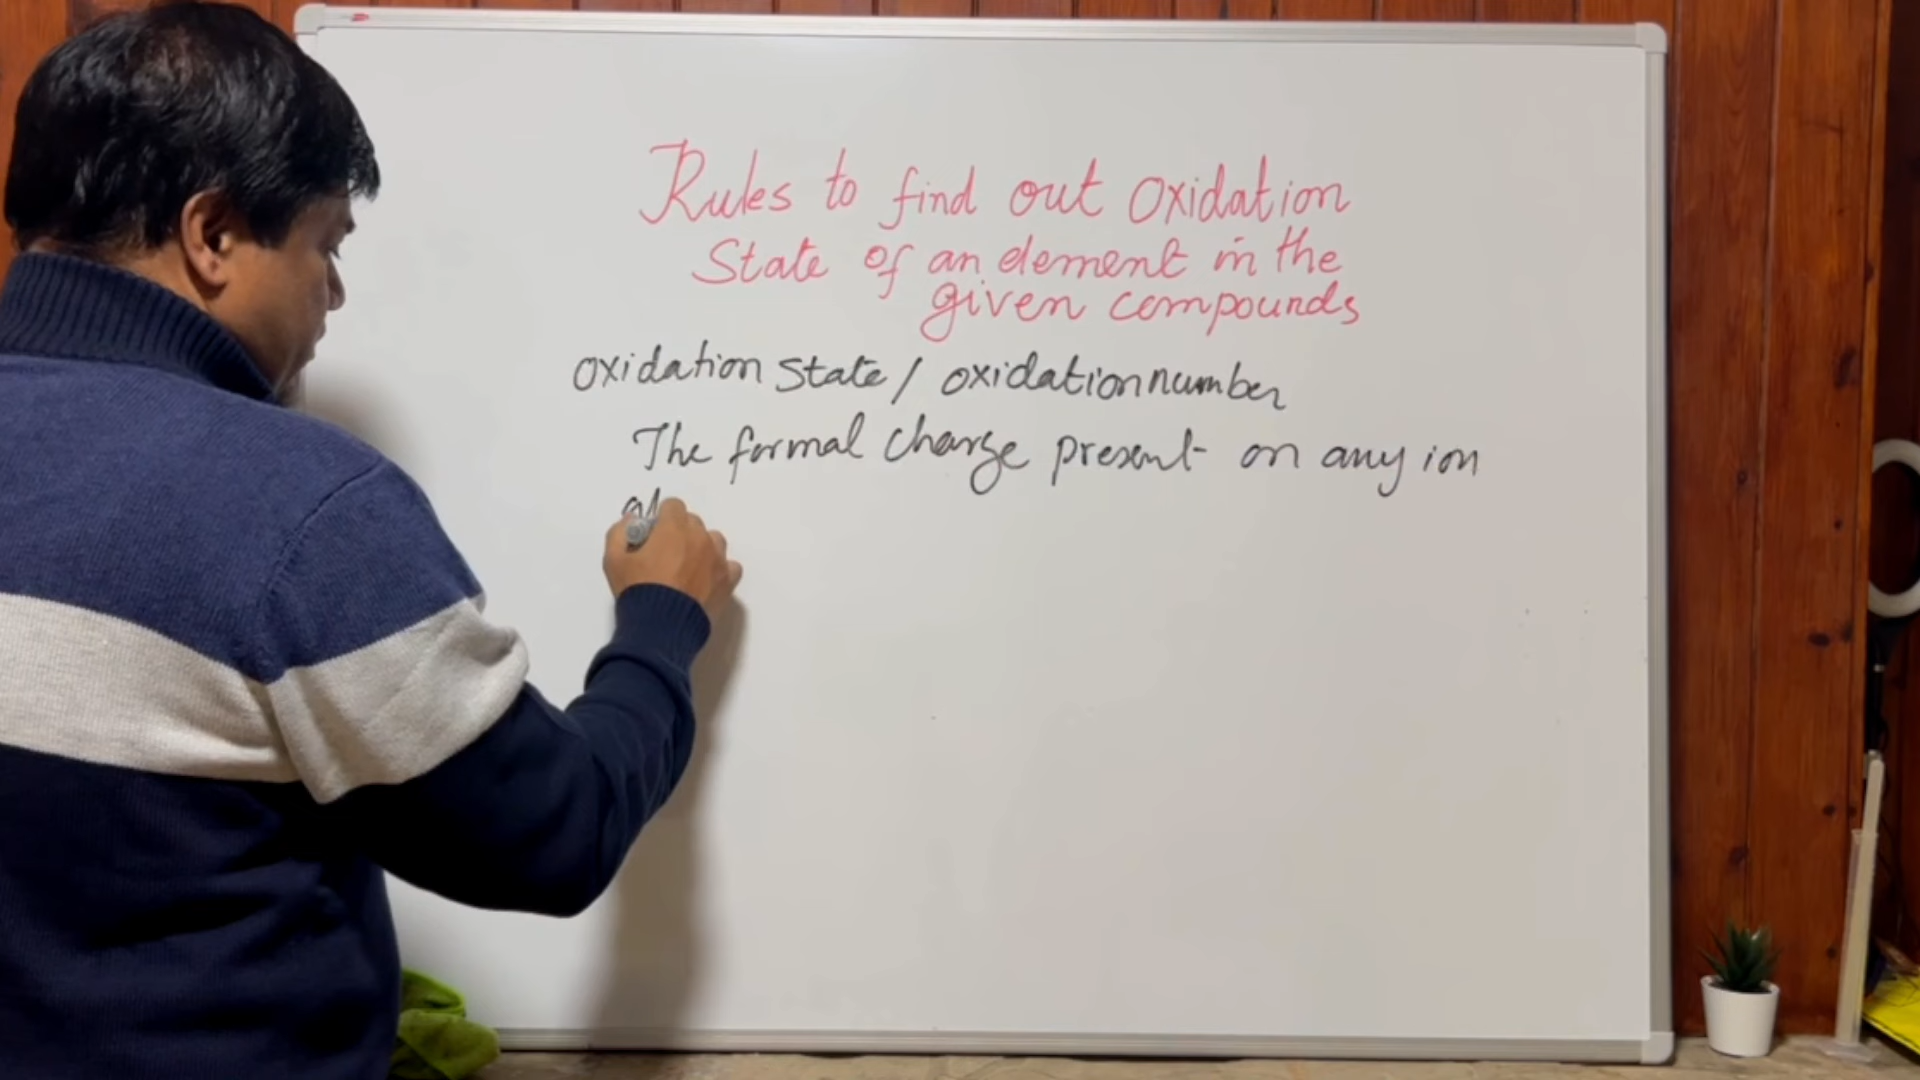 Rules to find out Oxidation
State of an element in the
given compounds
oxidation state / oxidation number
The formal charge present on any ion